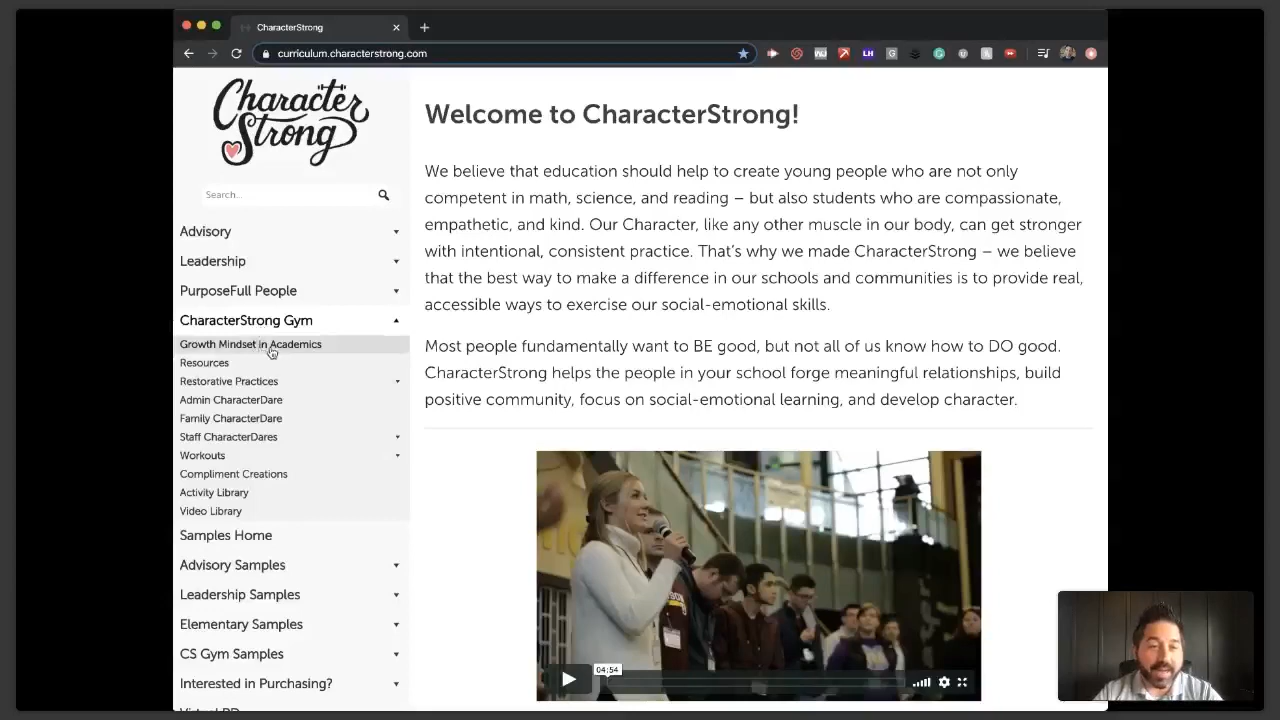 CharacterStrong
curriculum.characterstrong.com
Character
Strong
Search...
Advisory
Leadership
PurposeFull People
CharacterStrong Gym
Growth Mindset in Academics
Resources
Restorative Practices
Admin CharacterDare
Family CharacterDare
Staff CharacterDares
Workouts
Compliment Creations
Activity Library
Video Library
Samples Home
Advisory Samples
Leadership Samples
Elementary Samples
CS Gym Samples
Interested in Purchasing?
Welcome to CharacterStrong!
We believe that education should help to create young people who are not only
competent in math, science, and reading – but also students who are compassionate,
empathetic, and kind. Our Character, like any other muscle in our body, can get stronger
with intentional, consistent practice. That's why we made CharacterStrong – we believe
that the best way to make a difference in our schools and communities is to provide real,
accessible ways to exercise our social-emotional skills.
Most people fundamentally want to BE good, but not all of us know how to DO good.
CharacterStrong helps the people in your school forge meaningful relationships, build
positive community, focus on social-emotional learning, and develop character.
04:54